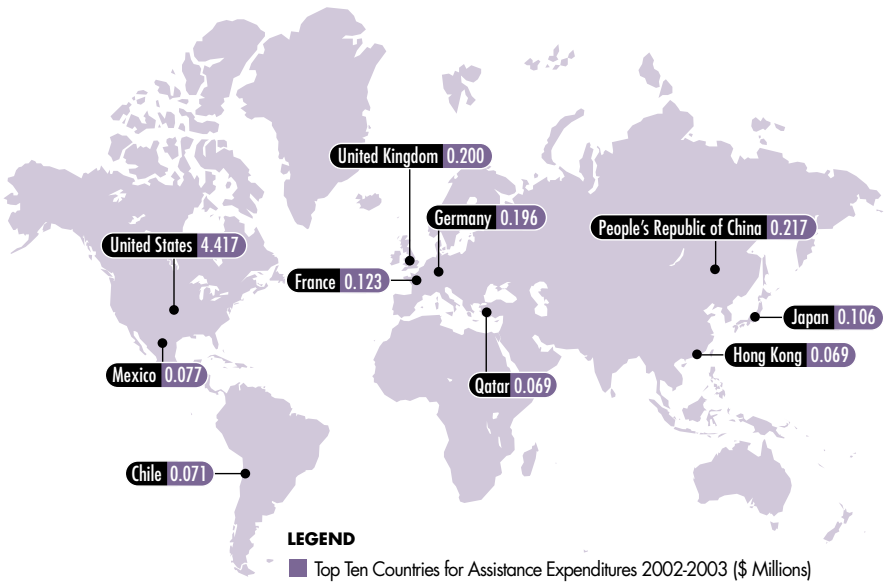 United Kingdom 0.200
Germany 0.196
People's Republic of China 0.217
United States 4.417
France 0.123
Japan 0.106
Hong Kong 0.069
Mexico 0.077
Qatar 0.069
Chile 0.071
LEGEND
Top Ten Countries for Assistance Expenditures 2002-2003 ($ Millions)